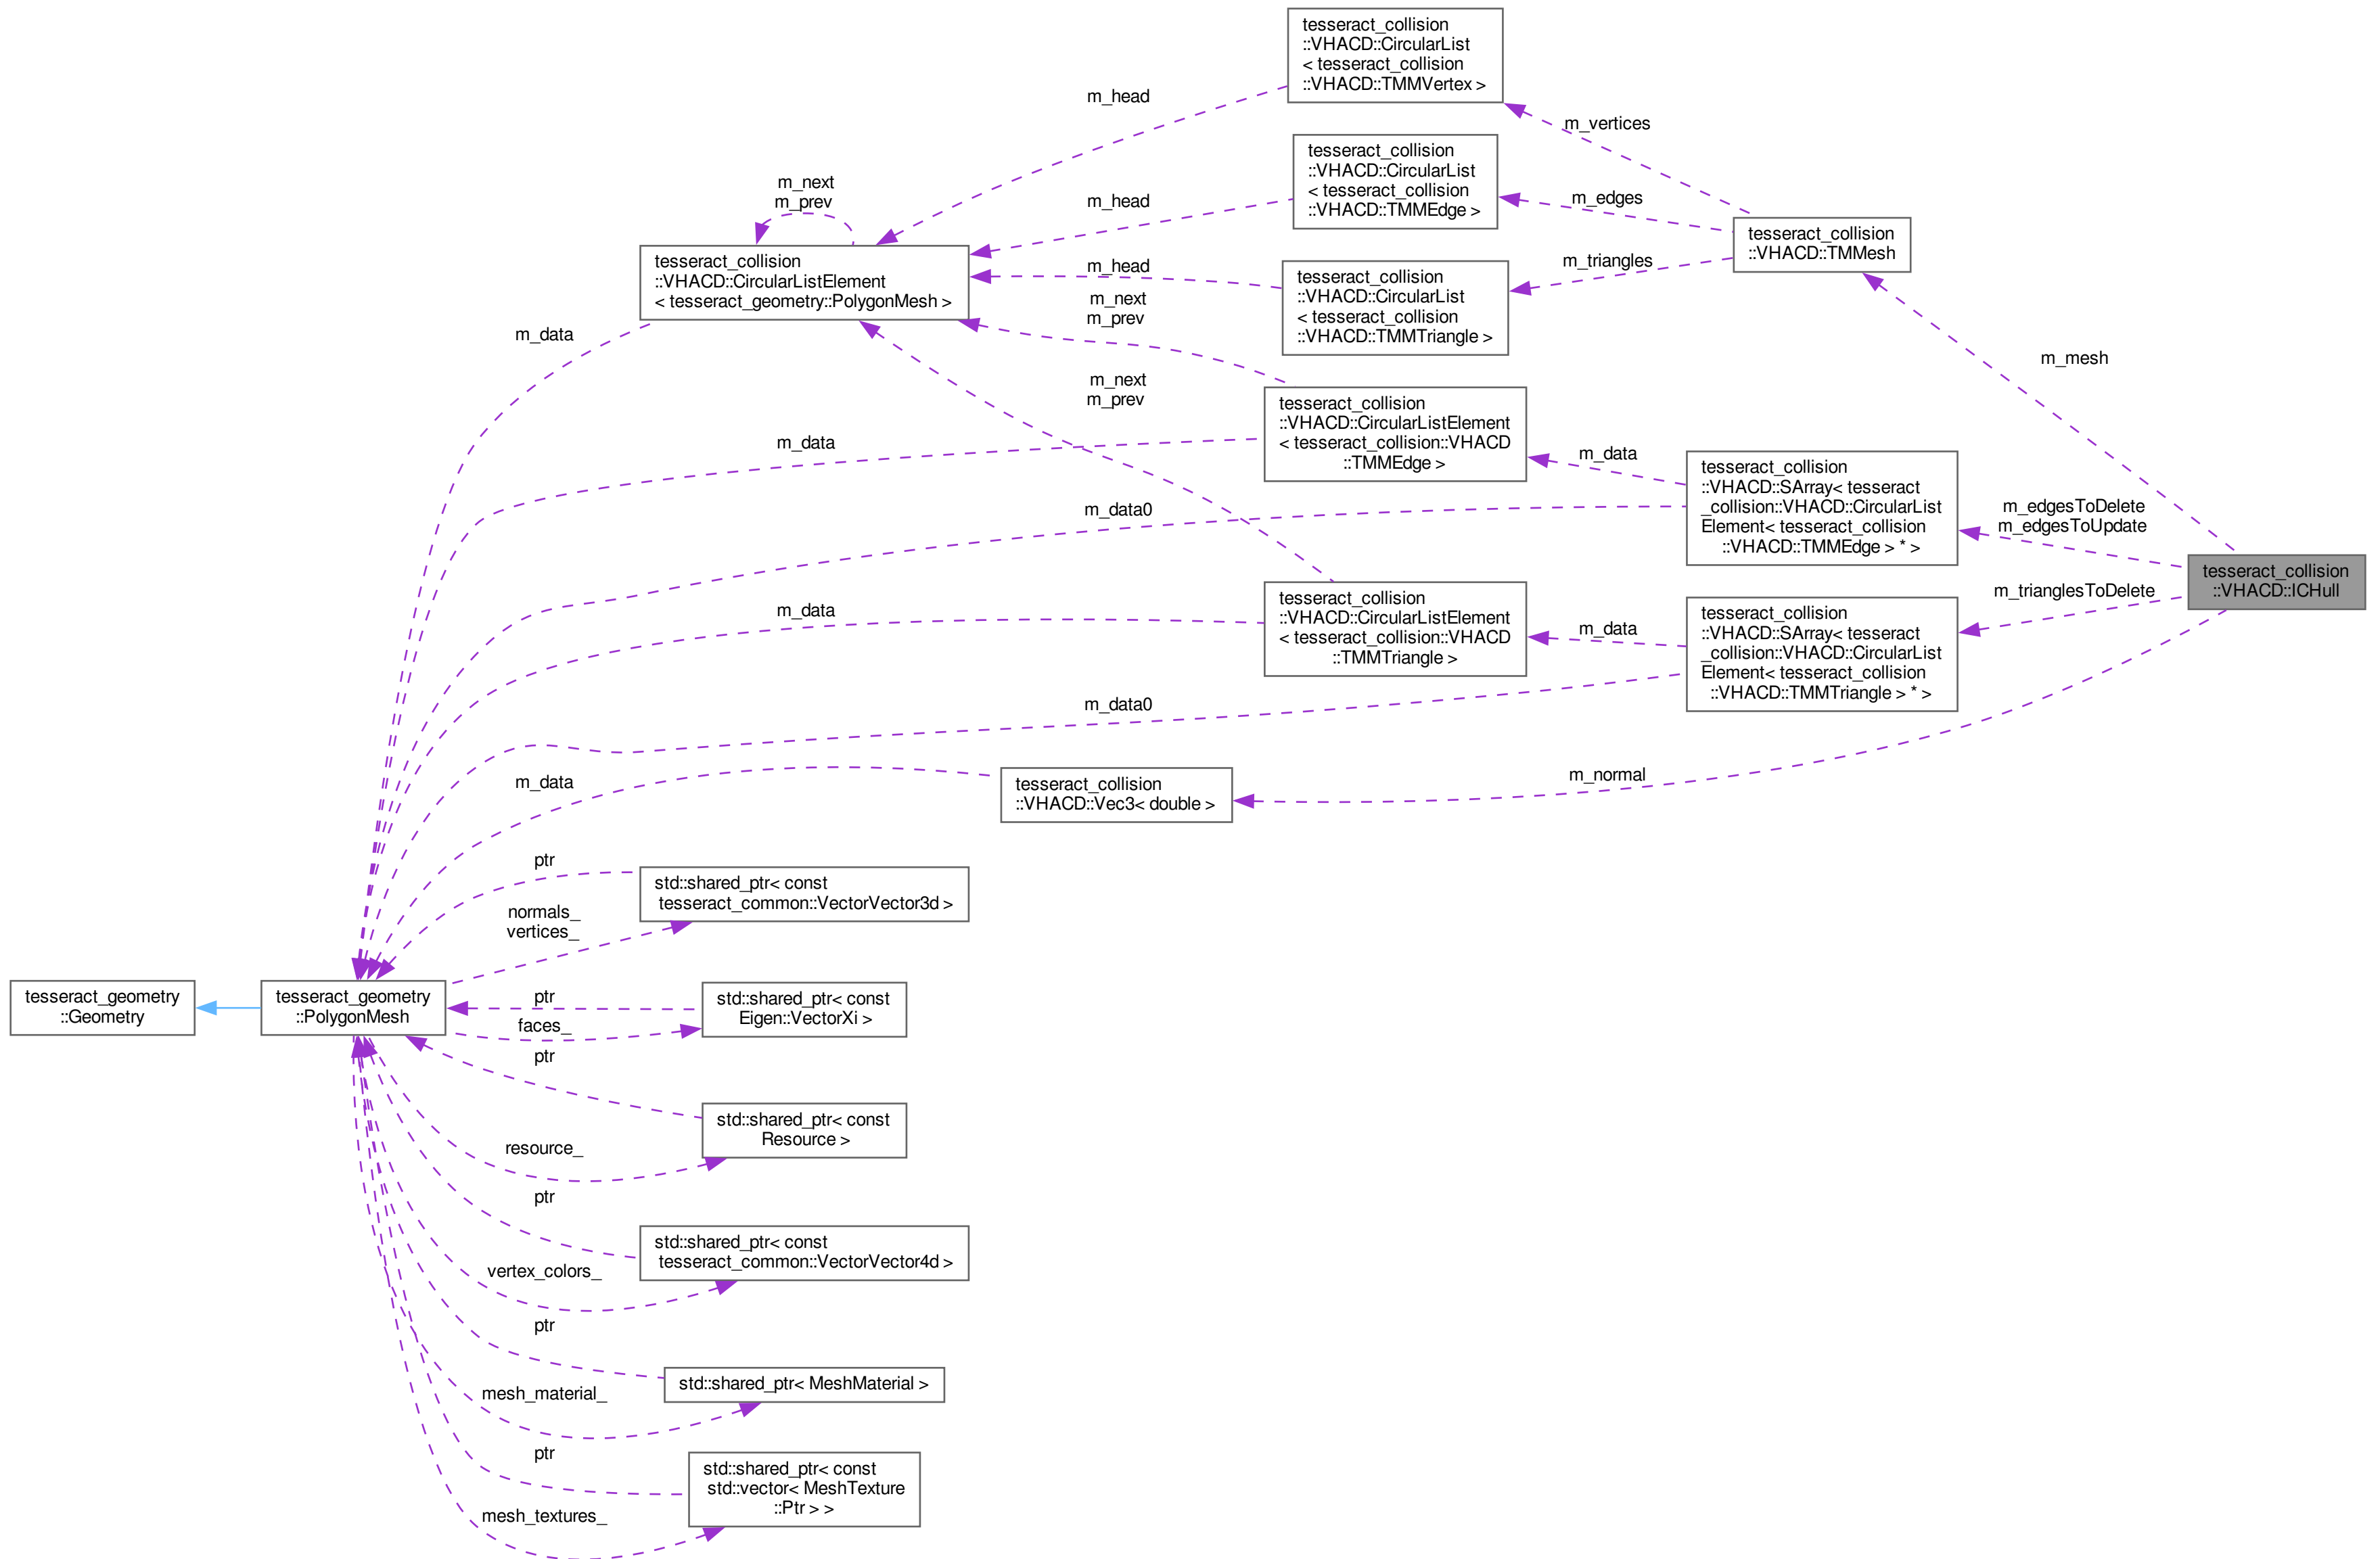 tesseract_collision
::VHACD::CircularList
< tesseract_collision
::VHACD::TMMVertex >
m_head
m_vertices
tesseract_collision
::VHACD::CircularList
< tesseract_collision
::VHACD::TMMEdge >
m_next
m_prev
m_head
m_edges
tesseract_collision
::VHACD::TMMesh
tesseract_collision
::VHACD::CircularListElement
< tesseract_geometry::PolygonMesh >
m_head
m_triangles
tesseract_collision
::VHACD::CircularList
< tesseract_collision
::VHACD::TMMTriangle >
m_next
m_prev
m_data
m_mesh
m_next
m_prev
tesseract_collision
::VHACD::CircularListElement
< tesseract_collision::VHACD
::TMMEdge >
m_data
m_data
tesseract_collision
::VHACD::SArray< tesseract
_collision::VHACD::CircularList
Element< tesseract_collision
::VHACD::TMMEdge > * >
m_data0
m_edgesToDelete
m_edgesToUpdate
tesseract_collision
::VHACD::ICHull
tesseract_collision
::VHACD::CircularListElement
< tesseract_collision::VHACD
::TMMTriangle >
m_data
m_data
m_trianglesToDelete
tesseract_collision
::VHACD::SArray< tesseract
_collision::VHACD::CircularList
Element< tesseract_collision
::VHACD::TMMTriangle > * >
m_data0
m_data
tesseract_collision
::VHACD::Vec3< double >
m_normal
ptr
std::shared_ptr< const
tesseract_common::VectorVector3d >
normals_
vertices_
tesseract_geometry
::Geometry
tesseract_geometry
::PolygonMesh
ptr
std::shared_ptr< const
Eigen::VectorXi >
faces_
ptr
std::shared_ptr< const
Resource >
resource_
ptr
std::shared_ptr< const
tesseract_common::VectorVector4d >
vertex_colors_
ptr
std::shared_ptr< MeshMaterial >
mesh_material_
ptr
std::shared_ptr< const
std::vector< MeshTexture
::Ptr > >
mesh_textures_